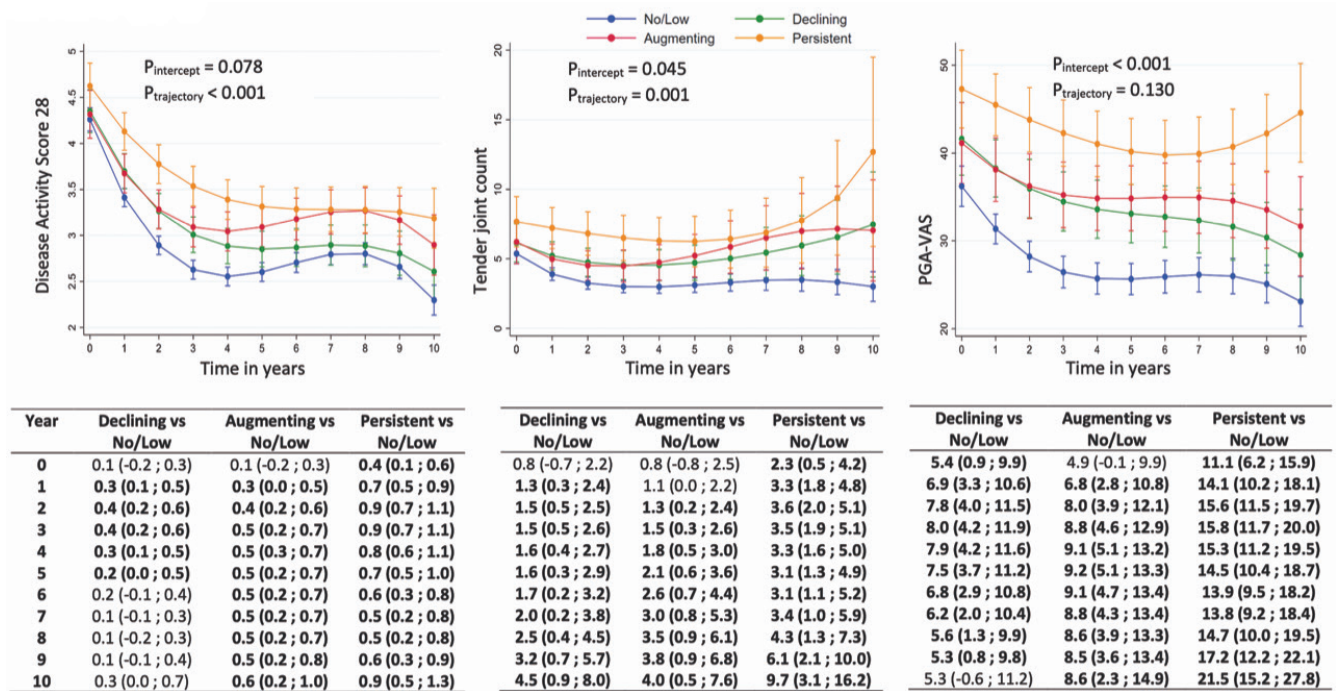 No/Low Declining
Augmenting Persistent
Disease Activity Score 28
5
4.5
4
3.5
3
2.5
2
P intercept = 0.078
P trajectory < 0.001
0 1 2 3 4 5 6 7 8 9 10
Time in years
Tender joint count
20
15
10
5
0
P intercept = 0.045
P trajectory = 0.001
0 1 2 3 4 5 6 7 8 9 10
Time in years
PGA-VAS
50
40
30
20
P intercept < 0.001
P trajectory = 0.130
0 1 2 3 4 5 6 7 8 9 10
Time in years
Year Declining vs Augmenting vs Persistent vs
No/Low No/Low No/Low
0 0.1 (-0.2 ; 0.3) 0.1 (-0.2 ; 0.3) 0.4 (0.1 ; 0.6)
1 0.3 (0.1 ; 0.5) 0.3 (0.0 ; 0.5) 0.7 (0.5 ; 0.9)
2 0.4 (0.2 ; 0.6) 0.4 (0.2 ; 0.6) 0.9 (0.7 ; 1.1)
3 0.4 (0.2 ; 0.6) 0.5 (0.2 ; 0.7) 0.9 (0.7 ; 1.1)
4 0.3 (0.1 ; 0.5) 0.5 (0.3 ; 0.7) 0.8 (0.6 ; 1.1)
5 0.2 (0.0 ; 0.5) 0.5 (0.2 ; 0.7) 0.7 (0.5 ; 1.0)
6 0.2 (-0.1 ; 0.4) 0.5 (0.2 ; 0.7) 0.6 (0.3 ; 0.8)
7 0.1 (-0.1 ; 0.3) 0.5 (0.2 ; 0.7) 0.5 (0.2 ; 0.8)
8 0.1 (-0.2 ; 0.3) 0.5 (0.2 ; 0.7) 0.5 (0.2 ; 0.8)
9 0.1 (-0.1 ; 0.4) 0.5 (0.2 ; 0.8) 0.6 (0.3 ; 0.9)
10 0.3 (0.0 ; 0.7) 0.6 (0.2 ; 1.0) 0.9 (0.5 ; 1.3)
Declining vs Augmenting vs Persistent vs
No/Low No/Low No/Low
0.8 (-0.7 ; 2.2) 0.8 (-0.8 ; 2.5) 2.3 (0.5 ; 4.2)
1.3 (0.3 ; 2.4) 1.1 (0.0 ; 2.2) 3.3 (1.8 ; 4.8)
1.5 (0.5 ; 2.5) 1.3 (0.2 ; 2.4) 3.6 (2.0 ; 5.1)
1.5 (0.5 ; 2.6) 1.5 (0.3 ; 2.6) 3.5 (1.9 ; 5.1)
1.6 (0.4 ; 2.7) 1.8 (0.5 ; 3.0) 3.3 (1.6 ; 5.0)
1.6 (0.3 ; 2.9) 2.1 (0.6 ; 3.6) 3.1 (1.3 ; 4.9)
1.7 (0.2 ; 3.2) 2.6 (0.7 ; 4.4) 3.1 (1.1 ; 5.2)
2.0 (0.2 ; 3.8) 3.0 (0.8 ; 5.3) 3.4 (1.0 ; 5.9)
2.5 (0.4 ; 4.5) 3.5 (0.9 ; 6.1) 4.3 (1.3 ; 7.3)
3.2 (0.7 ; 5.7) 3.8 (0.9 ; 6.8) 6.1 (2.1 ; 10.0)
4.5 (0.9 ; 8.0) 4.0 (0.5 ; 7.6) 9.7 (3.1 ; 16.2)
Declining vs Augmenting vs Persistent vs
No/Low No/Low No/Low
5.4 (0.9 ; 9.9) 4.9 (-0.1 ; 9.9) 11.1 (6.2 ; 15.9)
6.9 (3.3 ; 10.6) 6.8 (2.8 ; 10.8) 14.1 (10.2 ; 18.1)
7.8 (4.0 ; 11.5) 8.0 (3.9 ; 12.1) 15.6 (11.5 ; 19.7)
8.0 (4.2 ; 11.9) 8.8 (4.6 ; 12.9) 15.8 (11.7 ; 20.0)
7.9 (4.2 ; 11.6) 9.1 (5.1 ; 13.2) 15.3 (11.2 ; 19.5)
7.5 (3.7 ; 11.2) 9.2 (5.1 ; 13.3) 14.5 (10.4 ; 18.7)
6.8 (2.9 ; 10.8) 9.1 (4.7 ; 13.4) 13.9 (9.5 ; 18.2)
6.2 (2.0 ; 10.4) 8.8 (4.3 ; 13.4) 13.8 (9.2 ; 18.4)
5.6 (1.3 ; 9.9) 8.6 (3.9 ; 13.3) 14.7 (10.0 ; 19.5)
5.3 (0.8 ; 9.8) 8.5 (3.6 ; 13.4) 17.2 (12.2 ; 22.1)
5.3 (-0.6 ; 11.2) 8.6 (2.3 ; 14.9) 21.5 (15.2 ; 27.8)